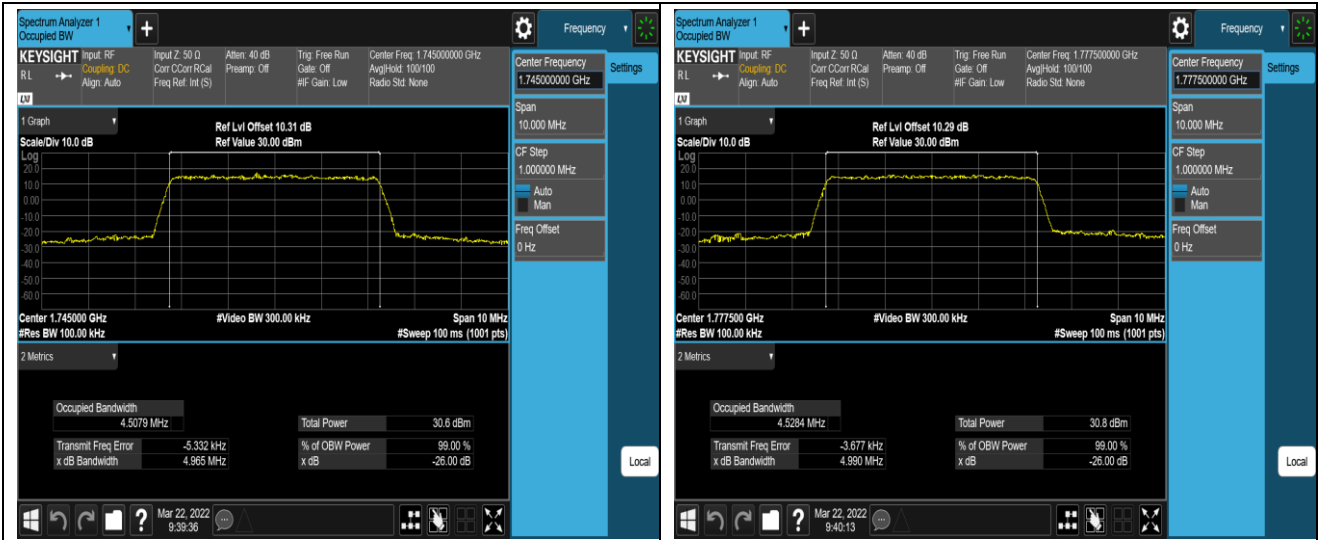 Spectrum Analyzer 1
Occupied BW
Frequency
KEYSIGHT Input: RF Input Z: 50 Ω Atten: 40 dB Trig: Free Run Center Freq: 1.745000000 GHz
RL Coupling: DC Corr CCorr RCal Preamp: Off Gate: Off Avg|Hold: 100/100
Align: Auto Freq Ref: Int (S) #IF Gain: Low Radio Std: None
Center Frequency
1.745000000 GHz
Settings
Span
10.000 MHz
CF Step
1.000000 MHz
Auto
Man
Freq Offset
0 Hz
Local
1 Graph
Ref Lvl Offset 10.31 dB
Scale/Div 10.0 dB Ref Value 30.00 dBm
Log
20.0
10.0
0.00
-10.0
-20.0
-30.0
-40.0
-50.0
-60.0
Center 1.745000 GHz #Video BW 300.00 kHz Span 10 MHz
#Res BW 100.00 kHz #Sweep 100 ms (1001 pts)
2 Metrics
Occupied Bandwidth
4.5079 MHz Total Power 30.6 dBm
Transmit Freq Error -5.332 kHz % of OBW Power 99.00 %
x dB Bandwidth 4.965 MHz x dB -26.00 dB
Mar 22, 2022
9:39:36
Spectrum Analyzer 1
Occupied BW
Frequency
KEYSIGHT Input: RF Input Z: 50 Ω Atten: 40 dB Trig: Free Run Center Freq: 1.777500000 GHz
RL Coupling: DC Corr CCorr RCal Preamp: Off Gate: Off Avg|Hold: 100/100
Align: Auto Freq Ref: Int (S) #IF Gain: Low Radio Std: None
Center Frequency
1.777500000 GHz
Settings
Span
10.000 MHz
CF Step
1.000000 MHz
Auto
Man
Freq Offset
0 Hz
Local
1 Graph
Ref Lvl Offset 10.29 dB
Scale/Div 10.0 dB Ref Value 30.00 dBm
Log
20.0
10.0
0.00
-10.0
-20.0
-30.0
-40.0
-50.0
-60.0
Center 1.777500 GHz #Video BW 300.00 kHz Span 10 MHz
#Res BW 100.00 kHz #Sweep 100 ms (1001 pts)
2 Metrics
Occupied Bandwidth
4.5284 MHz Total Power 30.8 dBm
Transmit Freq Error -3.677 kHz % of OBW Power 99.00 %
x dB Bandwidth 4.990 MHz x dB -26.00 dB
Mar 22, 2022
9:40:13